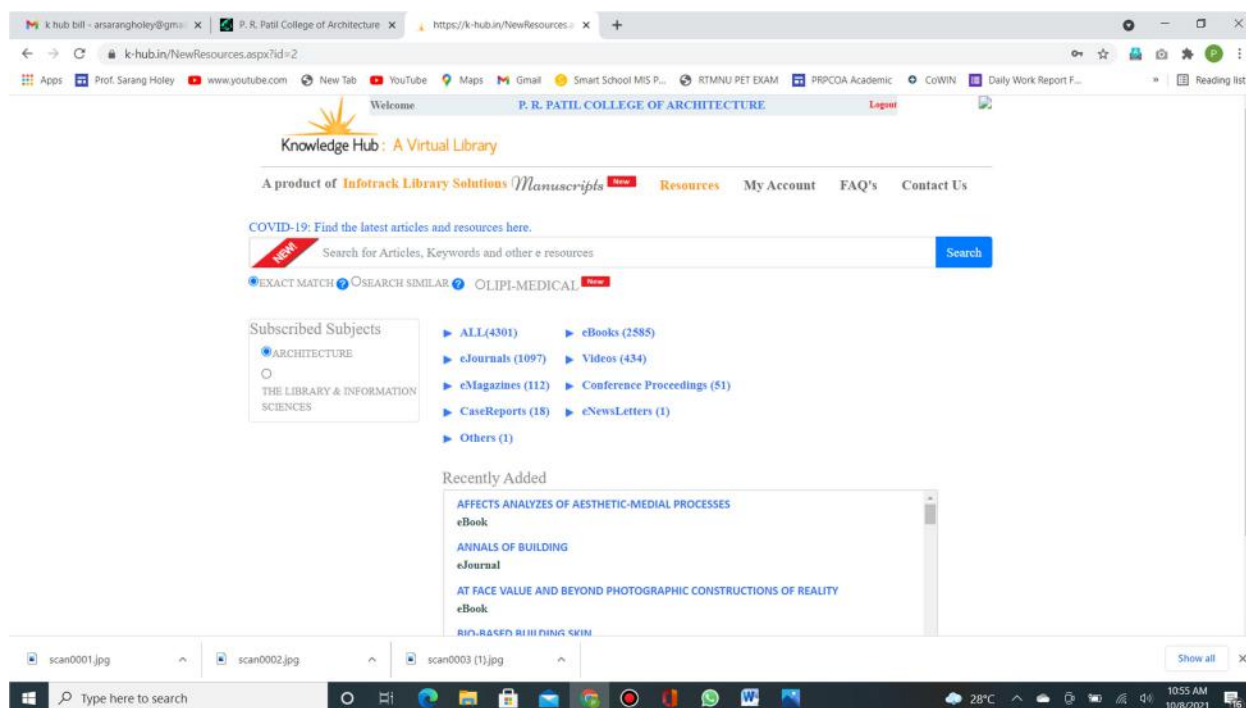 k hub bill - arsarangholey@gma
P. R. Patil College of Architecture
https://k-hub.in/NewResources.a
k-hub.in/NewResources.aspx?id=2
Apps Prof. Sarang Holey www.youtube.com New Tab YouTube Maps Gmail Smart School MIS P... RTMNU PET EXAM PRPCOA Academic CoWIN Daily Work Report F... » Reading list
Welcome P. R. PATIL COLLEGE OF ARCHITECTURE Logout
Knowledge Hub : A Virtual Library
A product of Infotrack Library Solutions Manuscripts New Resources My Account FAQ's Contact Us
COVID-19: Find the latest articles and resources here.
NEW! Search for Articles, Keywords and other e resources Search
EXACT MATCH ? SEARCH SIMILAR ? LIPI-MEDICAL New
Subscribed Subjects
ARCHITECTURE
THE LIBRARY & INFORMATION
SCIENCES
ALL(4301) eBooks (2585)
eJournals (1097) Videos (434)
eMagazines (112) Conference Proceedings (51)
CaseReports (18) eNewsLetters (1)
Others (1)
Recently Added
AFFECTS ANALYZES OF AESTHETIC-MEDIAL PROCESSES
eBook
ANNALS OF BUILDING
eJournal
AT FACE VALUE AND BEYOND PHOTOGRAPHIC CONSTRUCTIONS OF REALITY
eBook
BIO-BASED BUILDING SKIN
scan0001.jpg scan0002.jpg scan0003 (1).jpg Show all
Type here to search 28°C 10:55 AM
10/8/2021 16